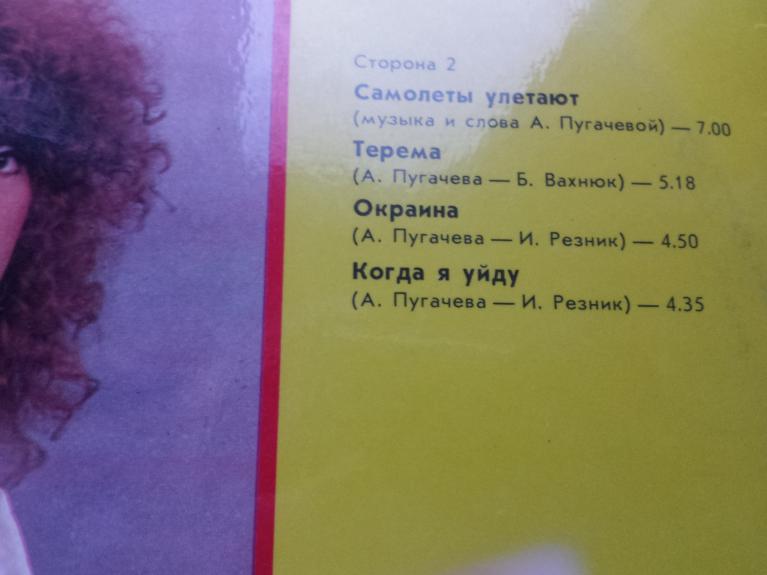 Сторона 2
Самолеты улетают
(музыка и слова А. Пугачевой) — 7.00
Терема
(А. Пугачева — Б. Вахнюк) — 5.18
Окраина
(А. Пугачева — И. Резник) — 4.50
Когда я уйду
(А. Пугачева — И. Резник) — 4.35